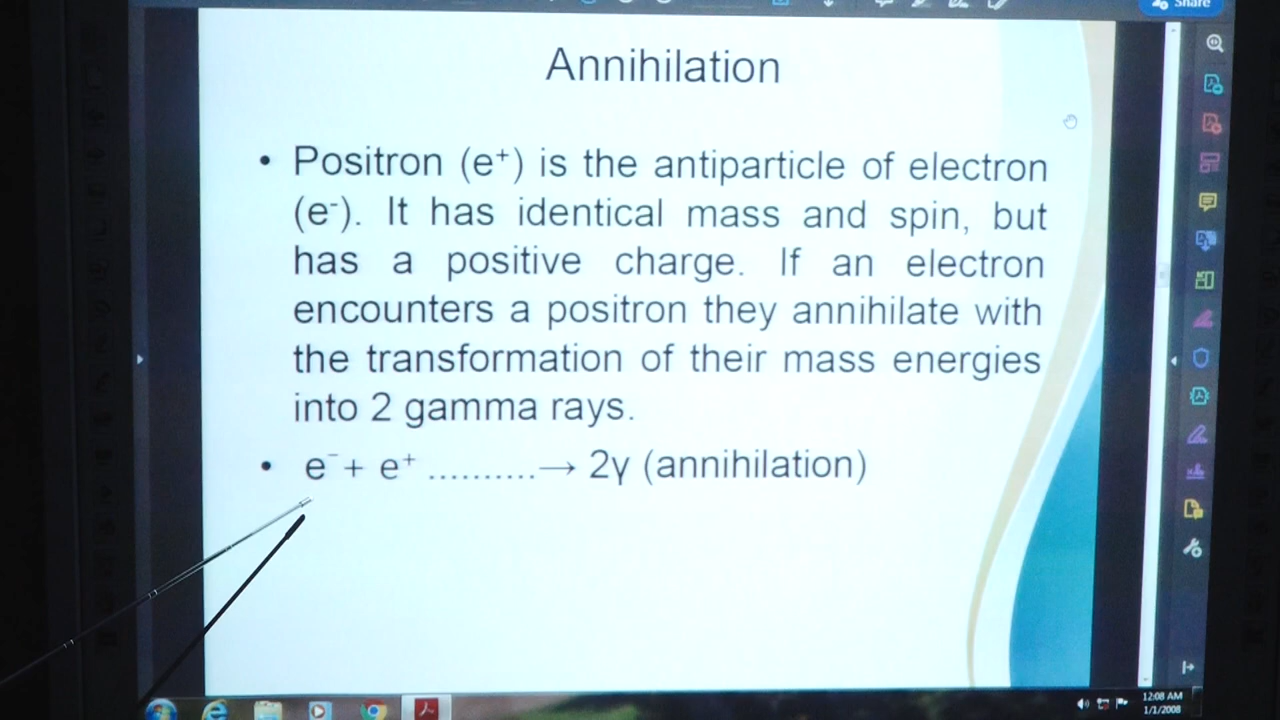 Share
Annihilation
• Positron (e⁺) is the antiparticle of electron
(e⁻). It has identical mass and spin, but
has a positive charge. If an electron
encounters a positron they annihilate with
the transformation of their mass energies
into 2 gamma rays.
• e⁻ + e⁺ ..........→ 2γ (annihilation)
12:08 AM
1/1/2008